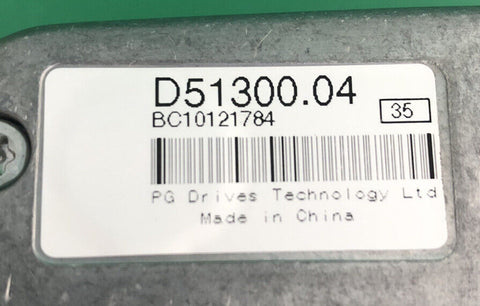 D51300.04
BC10121784
35
PG Drives Technology Ltd
Made in China